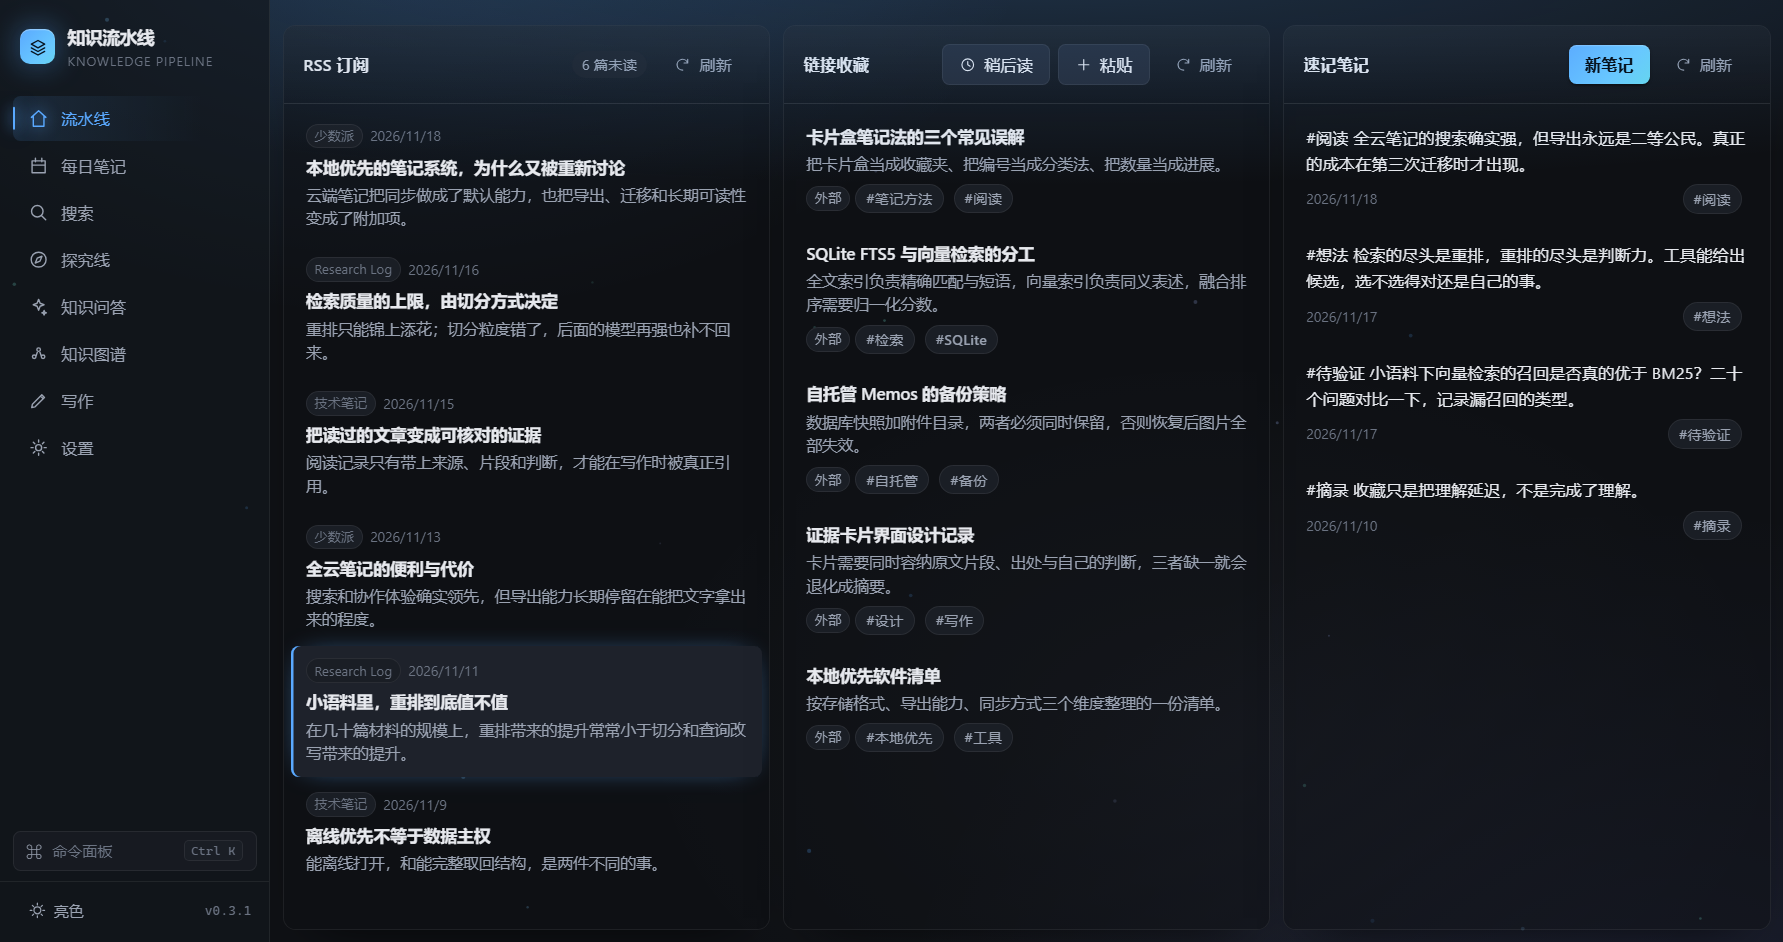 知识流水线
KNOWLEDGE PIPELINE
流水线
每日笔记
搜索
探究线
知识问答
知识图谱
写作
设置
命令面板 Ctrl K
亮色 v0.3.1
RSS 订阅 6 篇未读 刷新
少数派 2026/11/18
本地优先的笔记系统，为什么又被重新讨论
云端笔记把同步做成了默认能力，也把导出、迁移和长期可读性
变成了附加项。
Research Log 2026/11/16
检索质量的上限，由切分方式决定
重排只能锦上添花；切分粒度错了，后面的模型再强也补不回
来。
技术笔记 2026/11/15
把读过的文章变成可核对的证据
阅读记录只有带上来源、片段和判断，才能在写作时被真正引
用。
少数派 2026/11/13
全云笔记的便利与代价
搜索和协作体验确实领先，但导出能力长期停留在能把文字拿出
来的程度。
Research Log 2026/11/11
小语料里，重排到底值不值
在几十篇材料的规模上，重排带来的提升常常小于切分和查询改
写带来的提升。
技术笔记 2026/11/9
离线优先不等于数据主权
能离线打开，和能完整取回结构，是两件不同的事。
链接收藏 稍后读 粘贴 刷新
卡片盒笔记法的三个常见误解
把卡片盒当成收藏夹、把编号当成分类法、把数量当成进展。
外部 #笔记方法 #阅读
SQLite FTS5 与向量检索的分工
全文索引负责精确匹配与短语，向量索引负责同义表述，融合排
序需要归一化分数。
外部 #检索 #SQLite
自托管 Memos 的备份策略
数据库快照加附件目录，两者必须同时保留，否则恢复后图片全
部失效。
外部 #自托管 #备份
证据卡片界面设计记录
卡片需要同时容纳原文片段、出处与自己的判断，三者缺一就会
退化成摘要。
外部 #设计 #写作
本地优先软件清单
按存储格式、导出能力、同步方式三个维度整理的一份清单。
外部 #本地优先 #工具
速记笔记 新笔记 刷新
#阅读 全云笔记的搜索确实强，但导出永远是二等公民。真正
的成本在第三次迁移时才出现。
2026/11/18 #阅读
#想法 检索的尽头是重排，重排的尽头是判断力。工具能给出
候选，选不选得对还是自己的事。
2026/11/17 #想法
#待验证 小语料下向量检索的召回是否真的优于 BM25？二十
个问题对比一下，记录漏召回的类型。
2026/11/17 #待验证
#摘录 收藏只是把理解延迟，不是完成了理解。
2026/11/10 #摘录